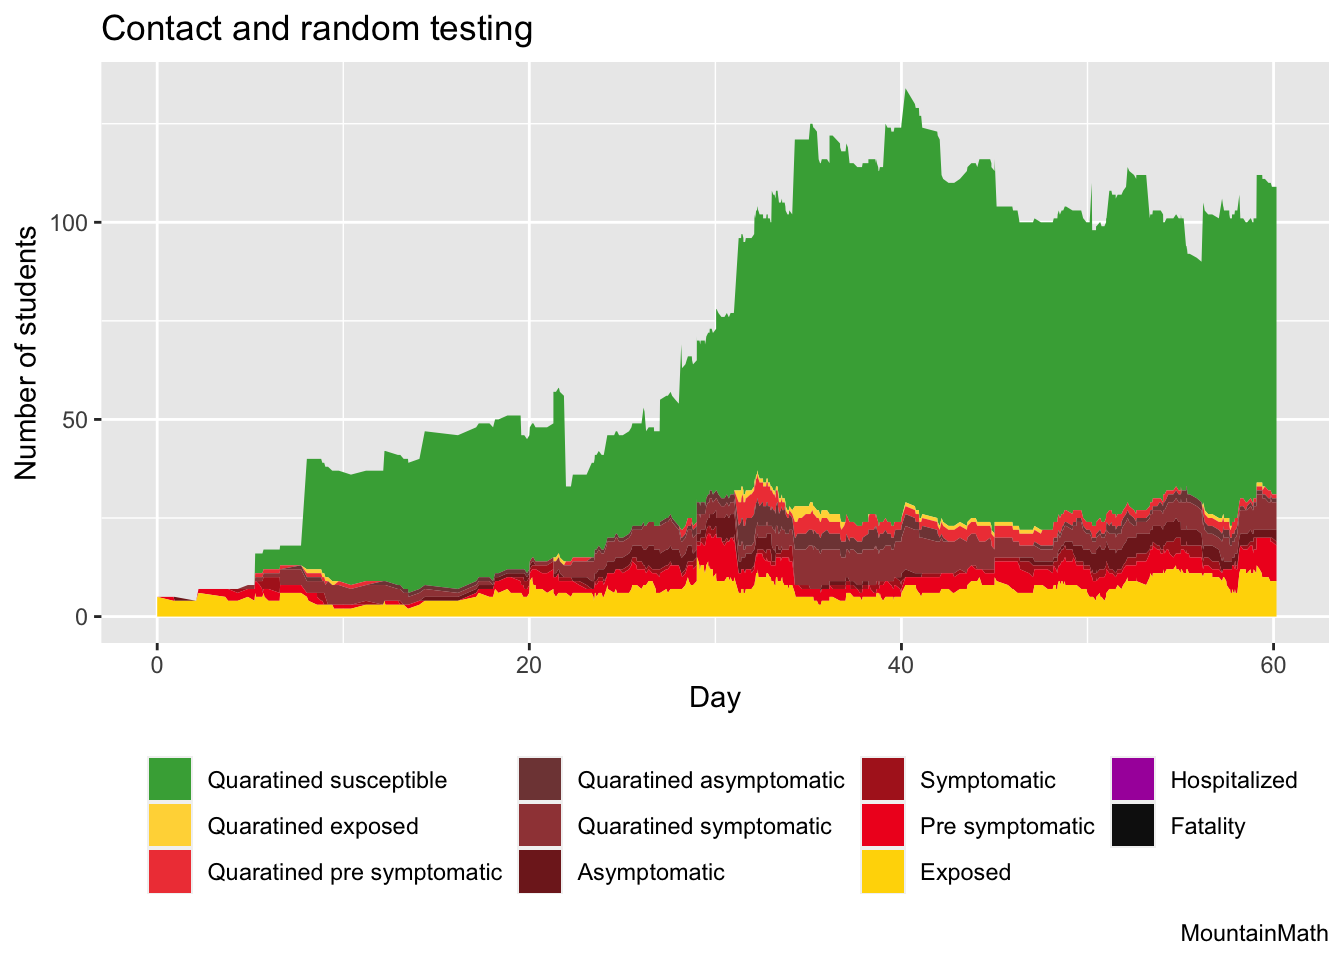 Contact and random testing
Number of students
100
50
0
0 20 40 60
Day
Quaratined susceptible
Quaratined exposed
Quaratined pre symptomatic
Quaratined asymptomatic
Quaratined symptomatic
Asymptomatic
Symptomatic
Pre symptomatic
Exposed
Hospitalized
Fatality
MountainMath